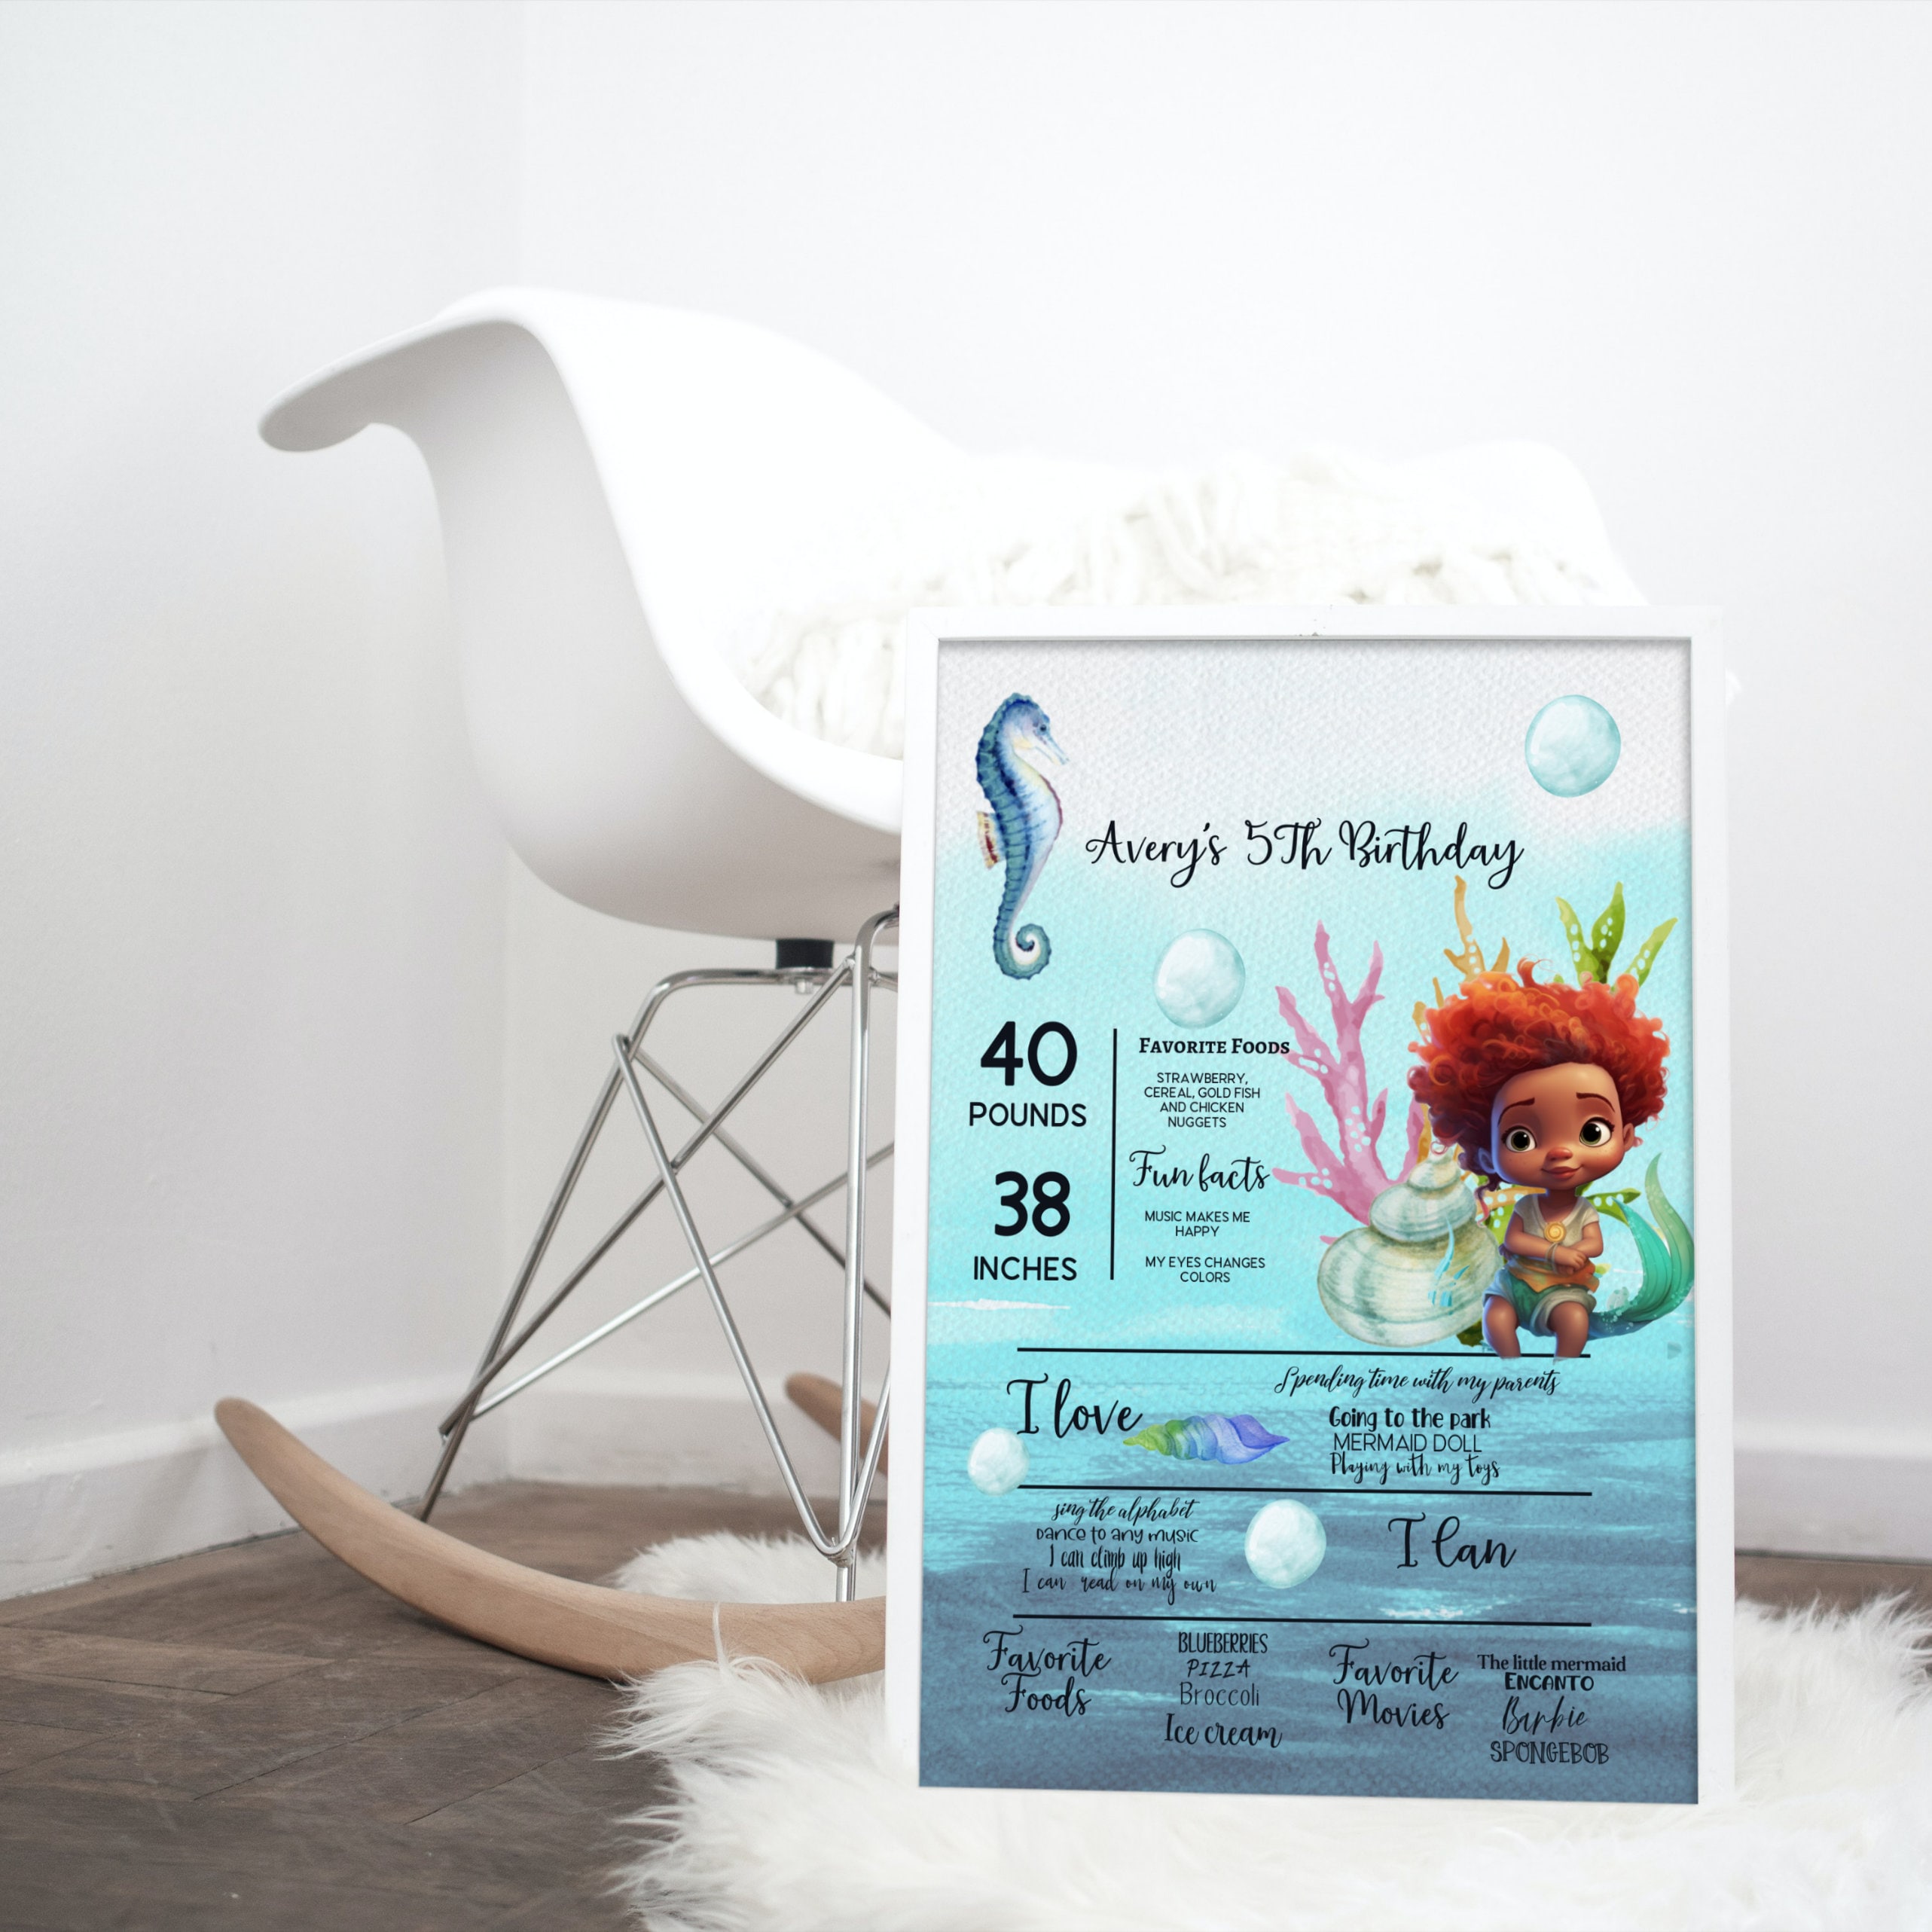 Avery's 5Th Birthday
40
POUNDS
38
INCHES
Favorite Foods
STRAWBERRY,
CEREAL, GOLD FISH
AND CHICKEN
NUGGETS
Fun facts
MUSIC MAKES ME
HAPPY
MY EYES CHANGES
COLORS
I love
Spending time with my parents
Going to the park
MERMAID DOLL
Playing with my toys
sing the alphabet
Dance to any music
I can climb up high
I can read on my own
I Can
Favorite
Foods
BLUEBERRIES
PIZZA
Broccoli
Ice cream
Favorite
Movies
The little mermaid
Encanto
Barbie
SPONGEBOB